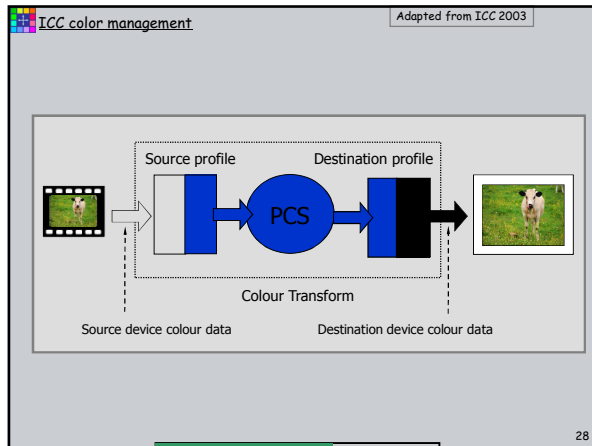 ICC color management
Adapted from ICC 2003
Source profile
Destination profile
PCS
Colour Transform
Source device colour data
Destination device colour data
28